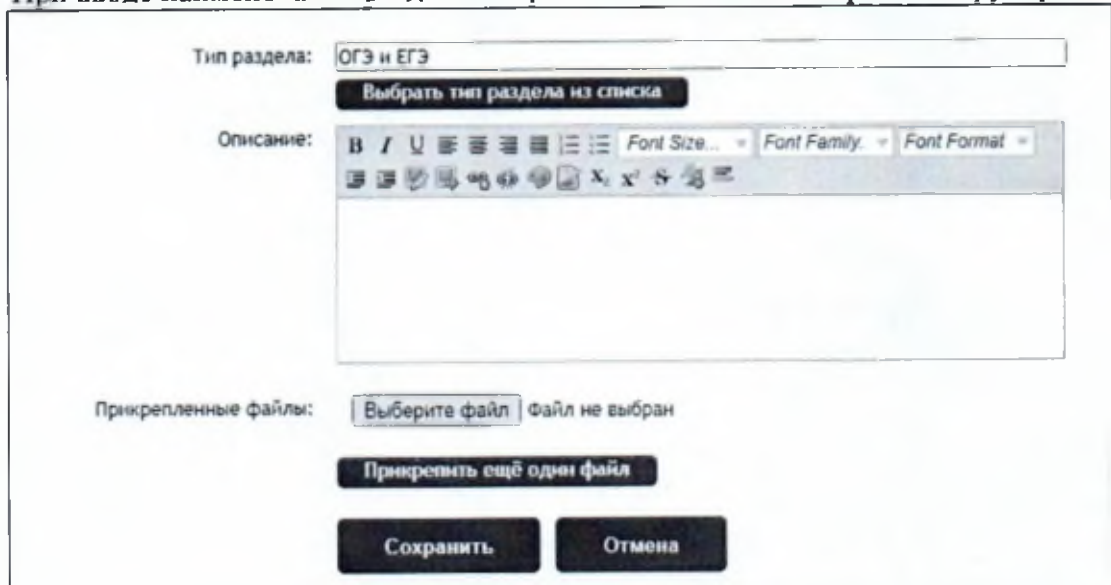 Тип раздела: ОГЭ и ЕГЭ
Выбрать тип раздела из списка
Описание: B I U Font Size... Font Family. Font Format
X₂ X² S
Прикрепленные файлы: Выберите файл Файл не выбран
Прикрепить ещё один файл
Сохранить Отмена